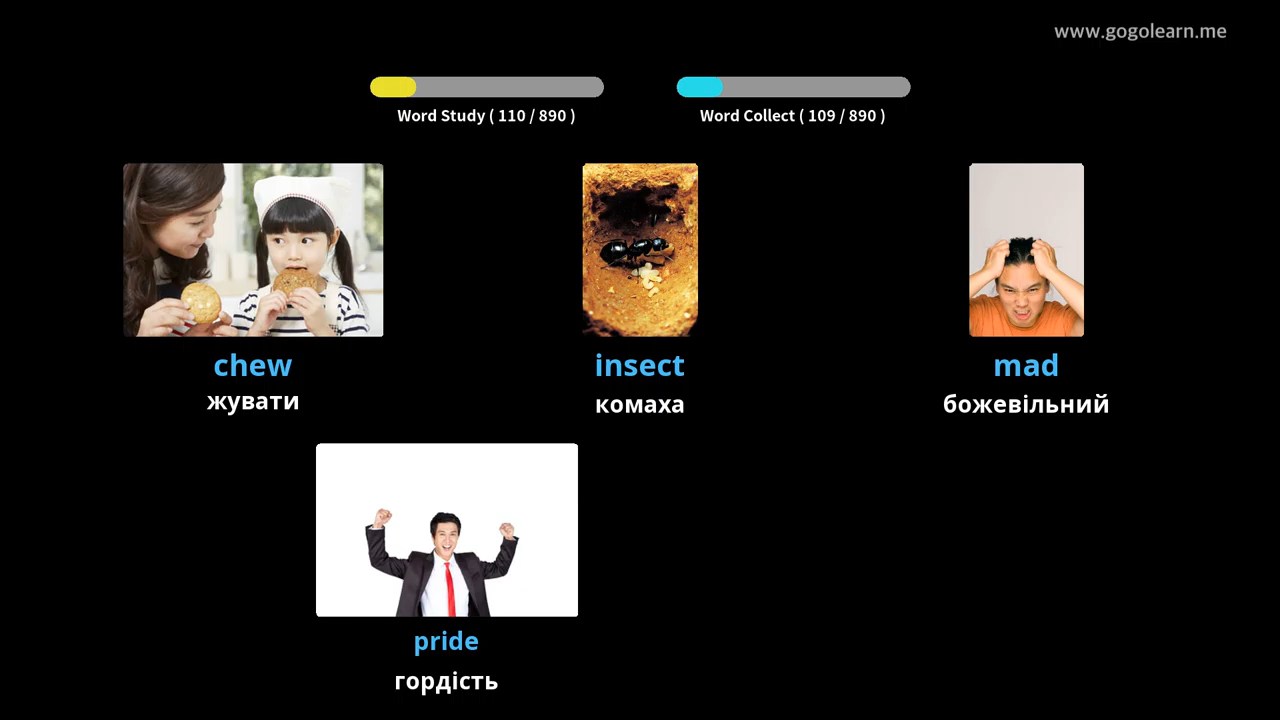 www.gogolearn.me
Word Study ( 110 / 890 )
Word Collect ( 109 / 890 )
chew
жувати
insect
комаха
mad
божевільний
pride
гордість